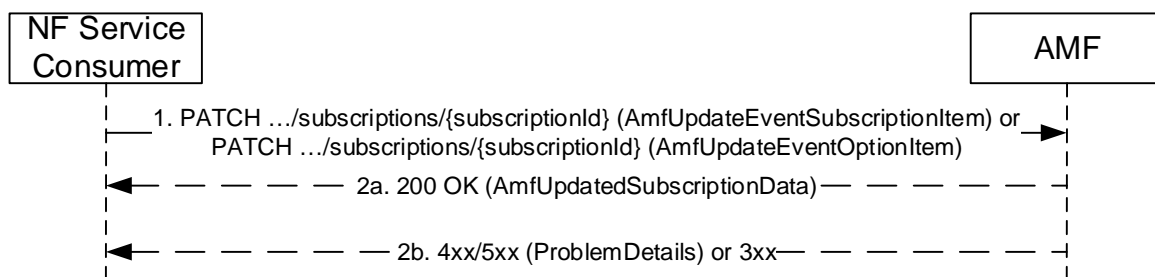 NF Service
Consumer
AMF
1. PATCH …/subscriptions/{subscriptionId} (AmfUpdateEventSubscriptionItem) or
PATCH …/subscriptions/{subscriptionId} (AmfUpdateEventOptionItem)
2a. 200 OK (AmfUpdatedSubscriptionData)
2b. 4xx/5xx (ProblemDetails) or 3xx